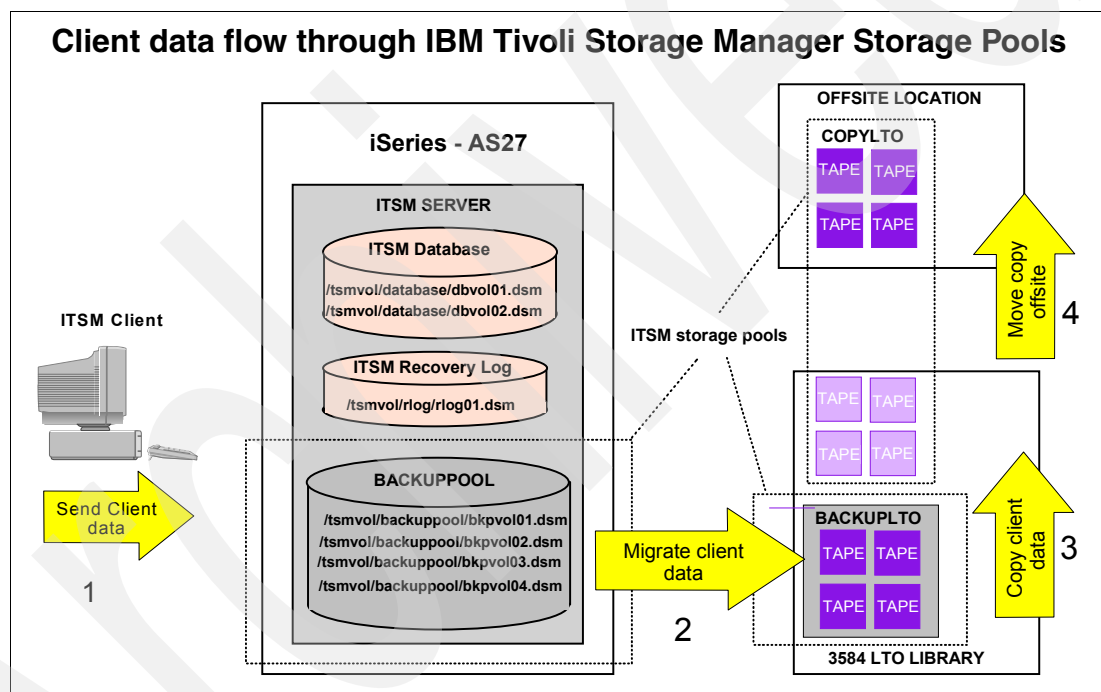 Client data flow through IBM Tivoli Storage Manager Storage Pools
ITSM Client
Send Client
data
1
iSeries - AS27
ITSM SERVER
ITSM Database
/tsmvol/database/dbvol01.dsm
/tsmvol/database/dbvol02.dsm
ITSM Recovery Log
/tsmvol/rlog/rlog01.dsm
BACKUPPOOL
/tsmvol/backuppool/bkpvol01.dsm
/tsmvol/backuppool/bkpvol02.dsm
/tsmvol/backuppool/bkpvol03.dsm
/tsmvol/backuppool/bkpvol04.dsm
Migrate client
data
2
ITSM storage pools
OFFSITE LOCATION
COPYLTO
TAPE TAPE
TAPE TAPE
Move copy
offsite
4
TAPE TAPE
TAPE TAPE
BACKUPLTO
TAPE TAPE
TAPE TAPE
Copy client
data
3
3584 LTO LIBRARY